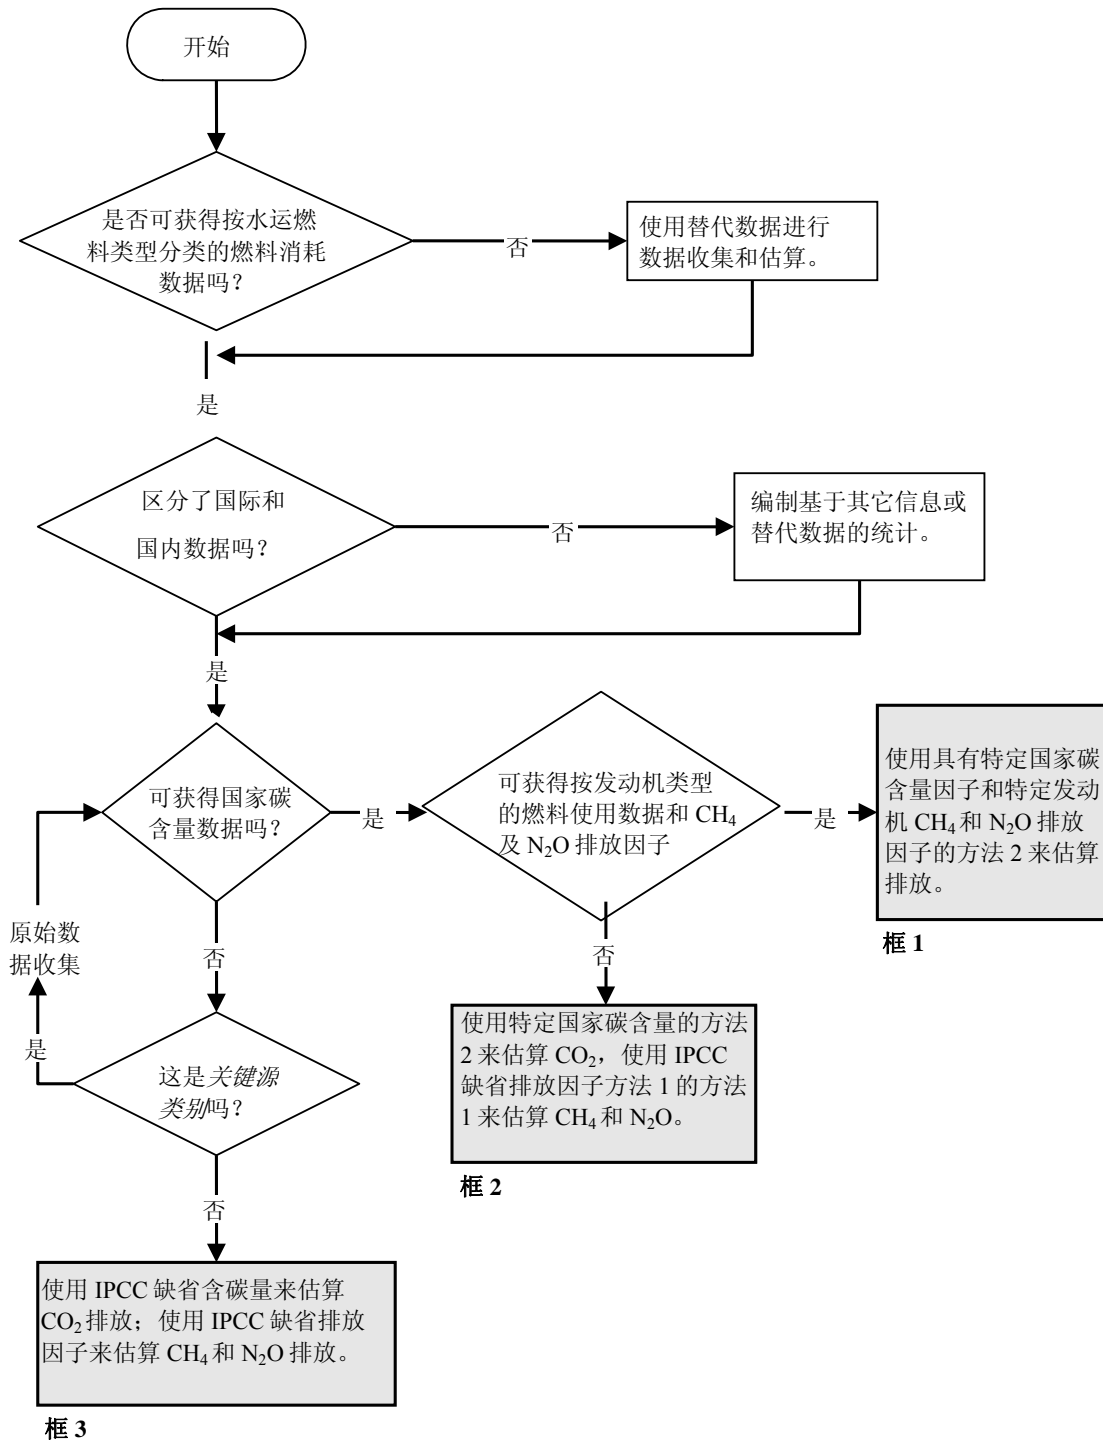 开始
是否可获得按水运燃
料类型分类的燃料消耗
数据吗？
否
使用替代数据进行
数据收集和估算。
是
区分了国际和
国内数据吗？
否
编制基于其它信息或
替代数据的统计。
是
可获得国家碳
含量数据吗？
是
可获得按发动机类型
的燃料使用数据和 CH₄
及 N₂O 排放因子
是
使用具有特定国家碳
含量因子和特定发动
机 CH₄ 和 N₂O 排放
因子的方法 2 来估算
排放。
框 1
原始数
据收集
否
否
是
使用特定国家碳含量的方法
2 来估算 CO₂，使用 IPCC
缺省排放因子方法 1 的方法
1 来估算 CH₄ 和 N₂O。
框 2
这是关键源
类别吗？
否
使用 IPCC 缺省含碳量来估算
CO₂ 排放；使用 IPCC 缺省排放
因子来估算 CH₄ 和 N₂O 排放。
框 3